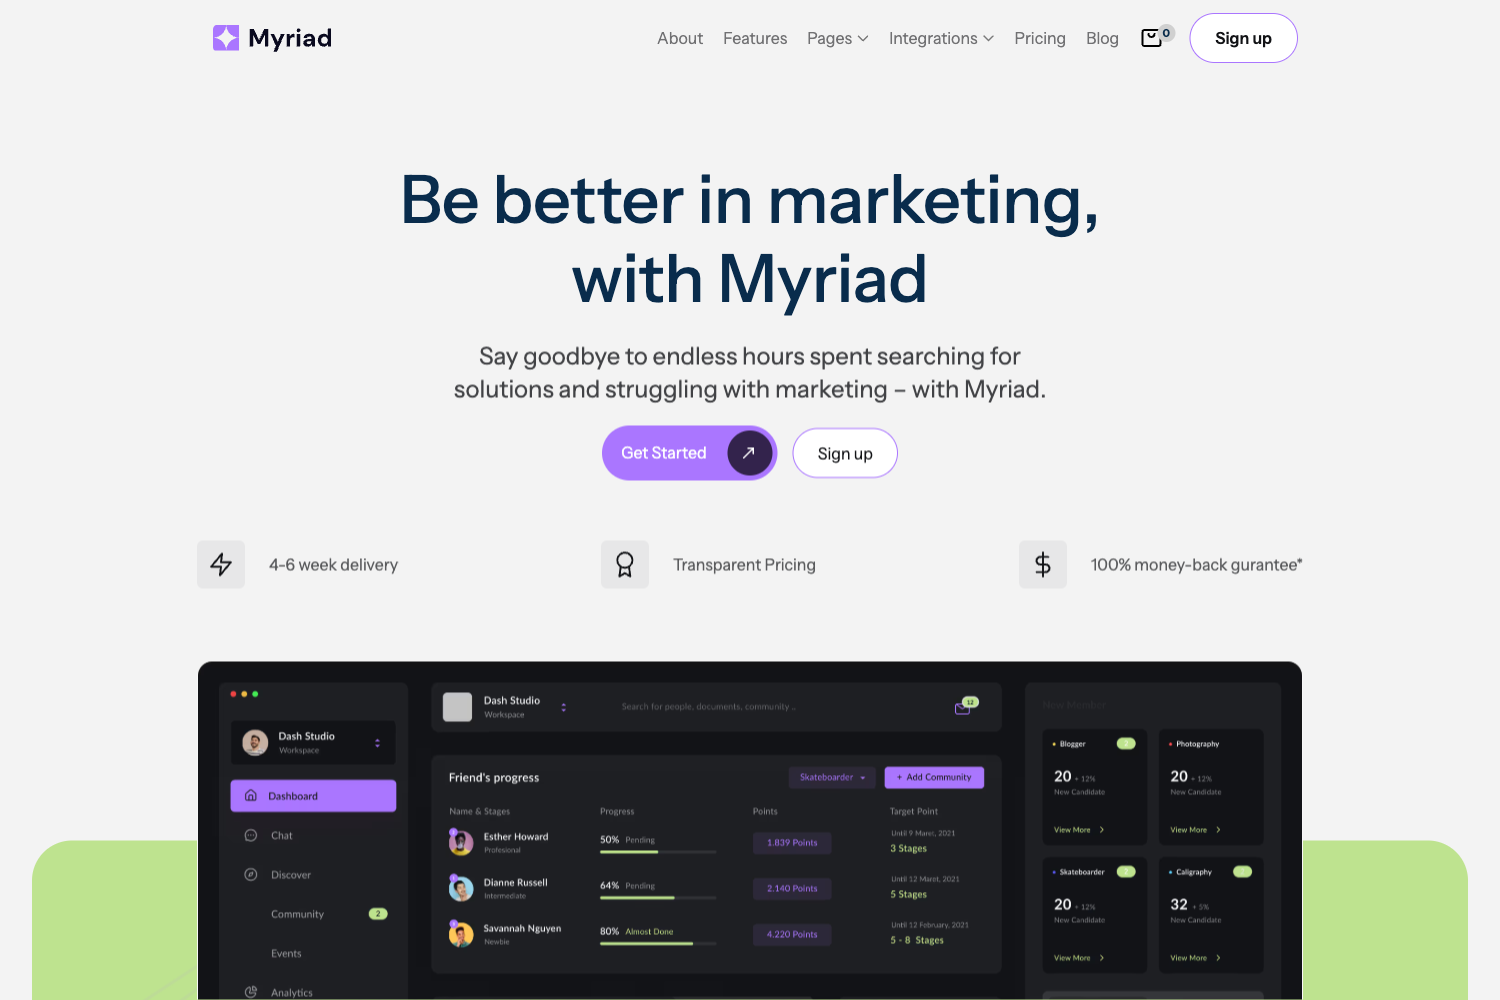 Myriad
About Features Pages Integrations Pricing Blog 0 Sign up
Be better in marketing,
with Myriad
Say goodbye to endless hours spent searching for
solutions and struggling with marketing – with Myriad.
Get Started Sign up
4-6 week delivery Transparent Pricing 100% money-back gurantee*
Dash Studio
Workspace
Dashboard
Chat
Discover
Community 2
Events
Analytics
Dash Studio
Workspace
Search for people, documents, community ..
12
Friend's progress Skateboarder + Add Community
Name & Stages Progress Points Target Point
Esther Howard
Profesional
50% Pending
1.839 Points
Until 9 Maret, 2021
3 Stages
Dianne Russell
Intermediate
64% Pending
2.140 Points
Until 12 Maret, 2021
5 Stages
Savannah Nguyen
Newbie
80% Almost Done
4.220 Points
Until 12 February, 2021
5 - 8 Stages
New Member
Blogger 2
20 + 12%
New Candidate
View More
Photography
20 + 12%
New Candidate
View More
Skateboarder 2
20 + 12%
New Candidate
View More
Caligraphy
32 + 5%
New Candidate
View More